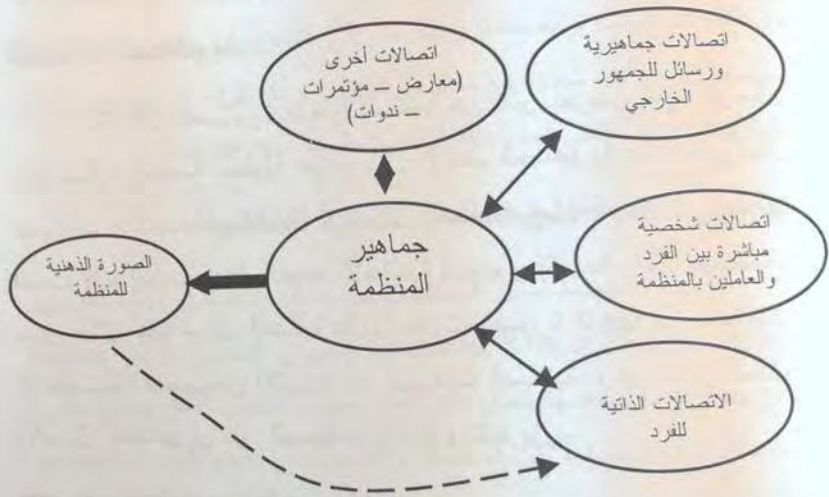 اتصالات جماهيرية
ورسائل للجمهور
الخارجي
اتصالات أخرى
(معارض – مؤتمرات
– ندوات)
اتصالات شخصية
مباشرة بين الفرد
والعاملين بالمنظمة
جماهير
المنظمة
الصورة الذهنية
للمنظمة
الاتصالات الذاتية
للفرد